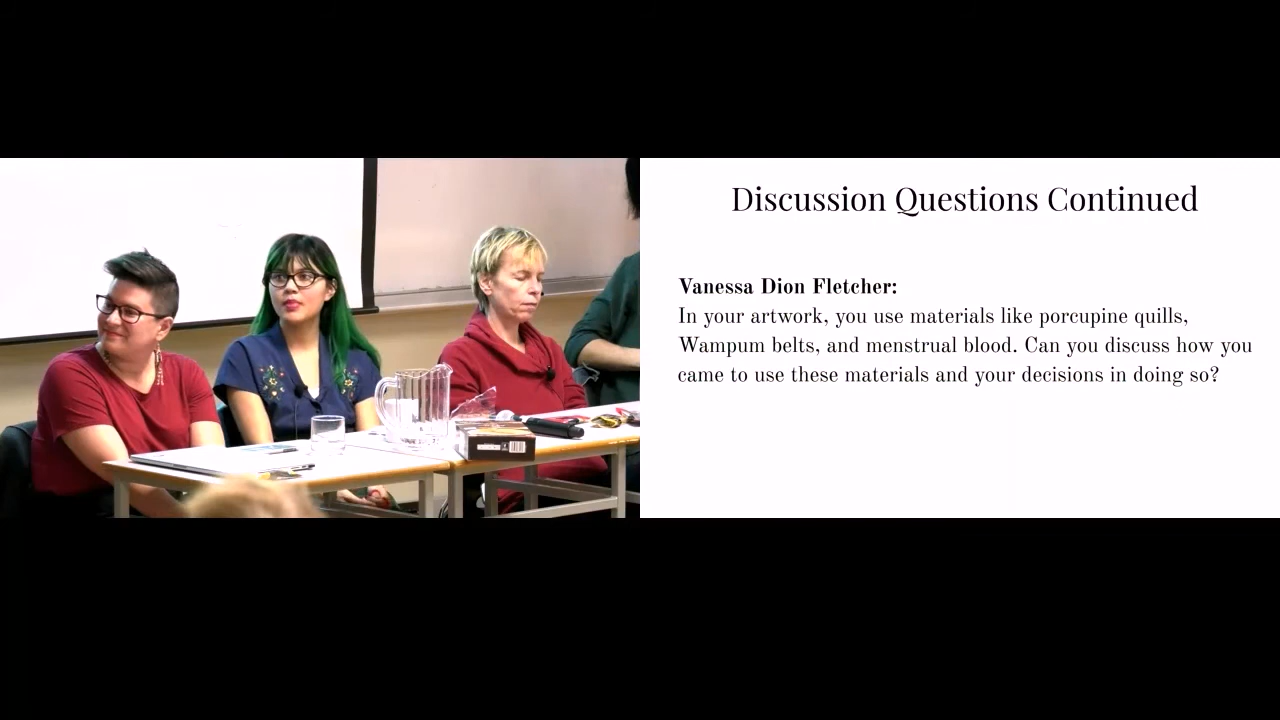 Discussion Questions Continued
Vanessa Dion Fletcher:
In your artwork, you use materials like porcupine quills,
Wampum belts, and menstrual blood. Can you discuss how you
came to use these materials and your decisions in doing so?